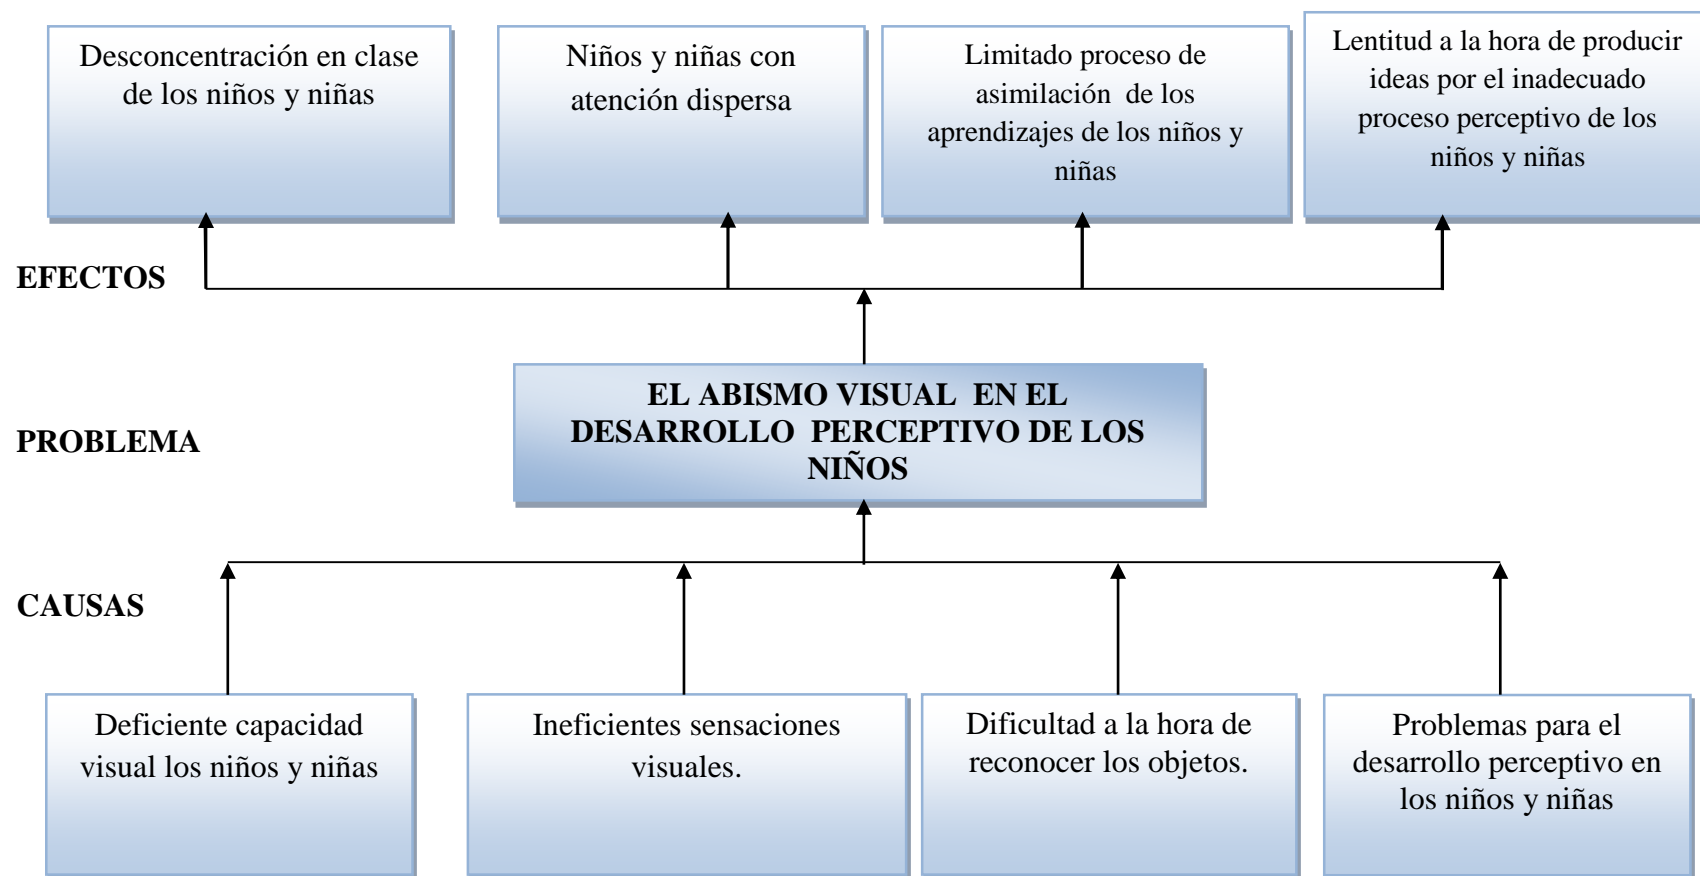 Desconcentración en clase
de los niños y niñas
Niños y niñas con
atención dispersa
Limitado proceso de
asimilación de los
aprendizajes de los niños y
niñas
Lentitud a la hora de producir
ideas por el inadecuado
proceso perceptivo de los
niños y niñas
EFECTOS
EL ABISMO VISUAL EN EL
DESARROLLO PERCEPTIVO DE LOS
NIÑOS
PROBLEMA
CAUSAS
Deficiente capacidad
visual los niños y niñas
Ineficientes sensaciones
visuales.
Dificultad a la hora de
reconocer los objetos.
Problemas para el
desarrollo perceptivo en
los niños y niñas